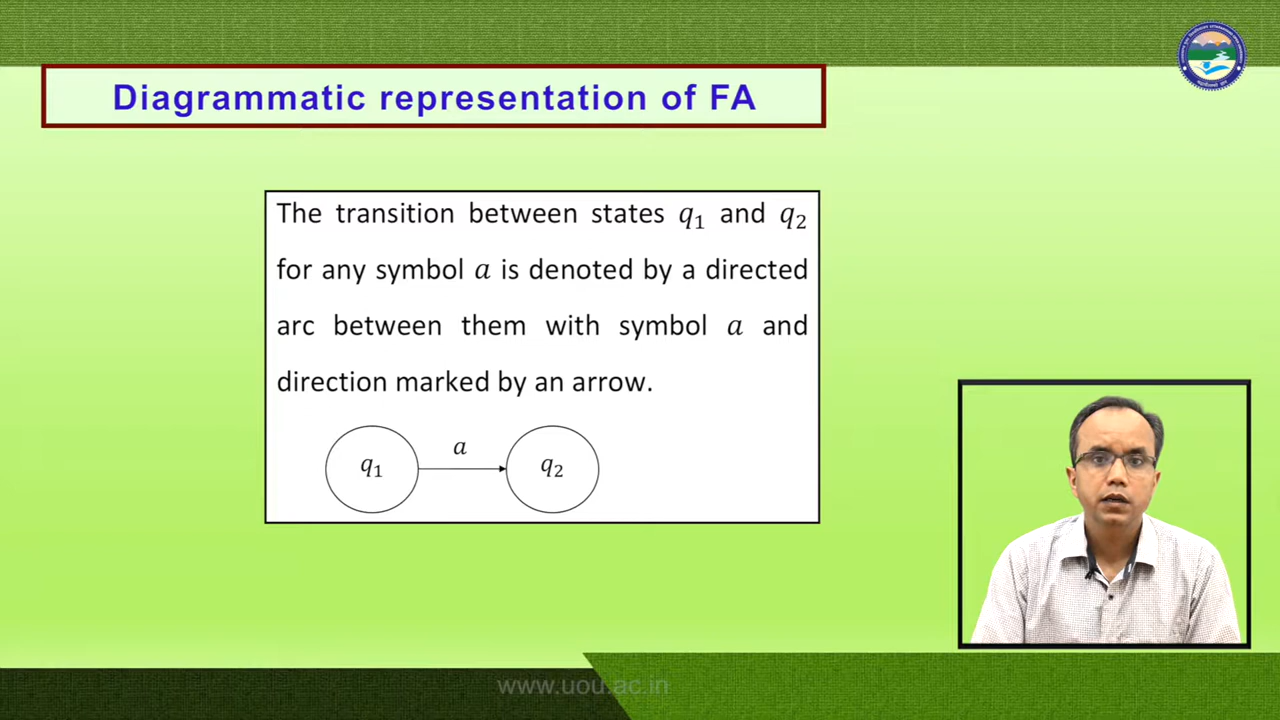 Diagrammatic representation of FA
The transition between states q₁ and q₂
for any symbol a is denoted by a directed
arc between them with symbol a and
direction marked by an arrow.
a
q₁ q₂
www.uou.ac.in